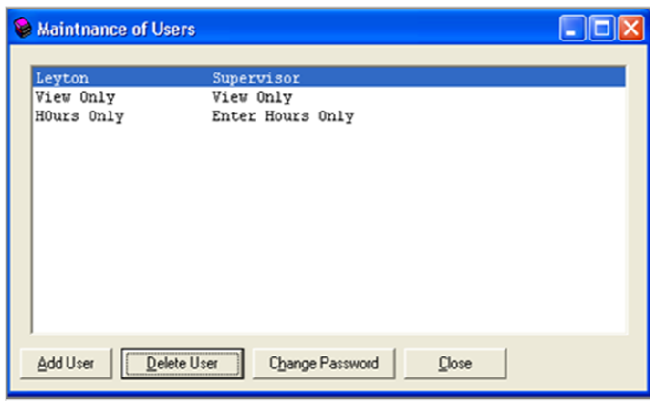 Maintnance of Users
Leyton Supervisor
View Only View Only
H0urs Only Enter Hours Only
Add User Delete User Change Password Close